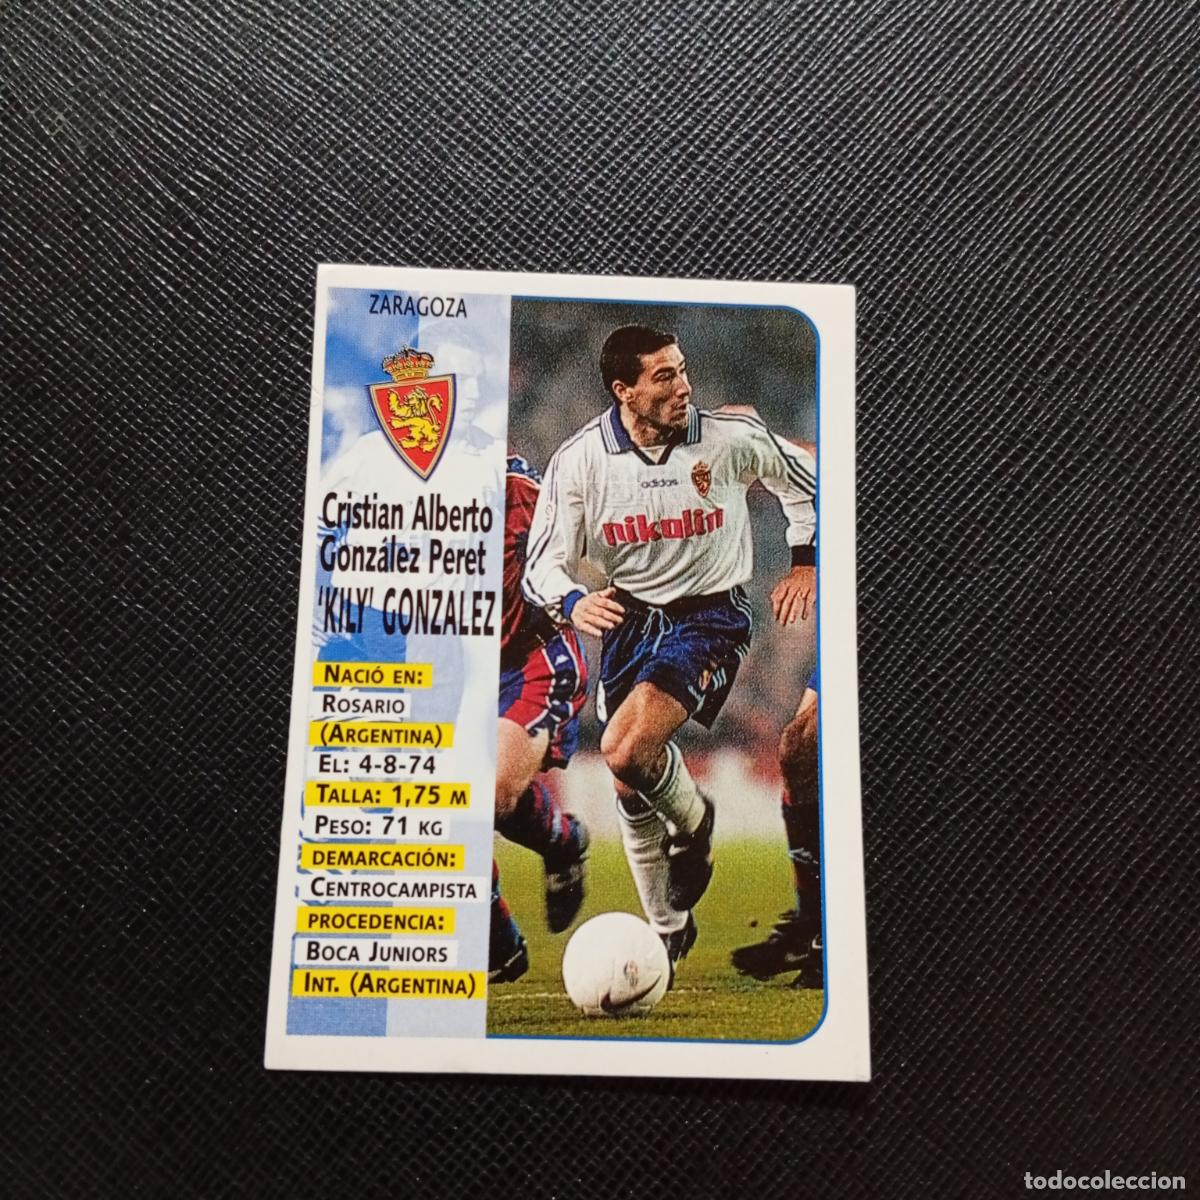 ZARAGOZA
Cristian Alberto
González Peret
'KILY' GONZALEZ
NACIÓ EN:
ROSARIO
(ARGENTINA)
EL: 4-8-74
TALLA: 1,75 M
PESO: 71 KG
DEMARCACIÓN:
CENTROCAMPISTA
PROCEDENCIA:
BOCA JUNIORS
INT. (ARGENTINA)
adidas
nikolin
todocoleccion